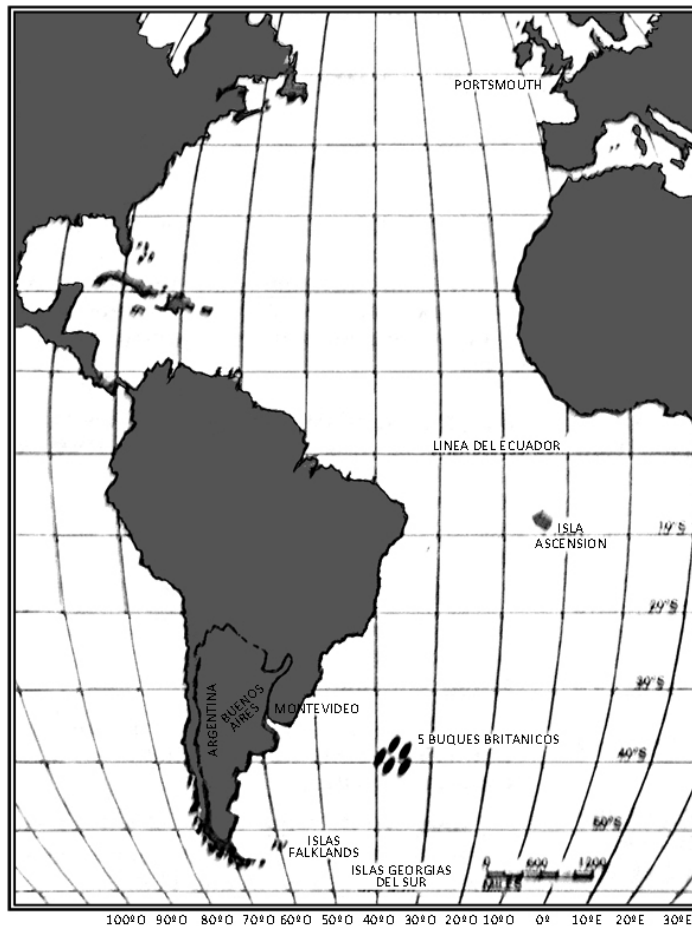 PORTSMOUTH
LINEA DEL ECUADOR
ISLA
ASCENSION
10°S
20°S
30°S
ARGENTINA
BUENOS
AIRES
MONTEVIDEO
5 BUQUES BRITANICOS
40°S
50°S
ISLAS
FALKLANDS
ISLAS GEORGIAS
DEL SUR
0 600 1200
MILES
100ºO 90ºO 80ºO 70ºO 60ºO 50ºO 40ºO 30ºO 20ºO 10ºO 0º 10ºE 20º 30ºE